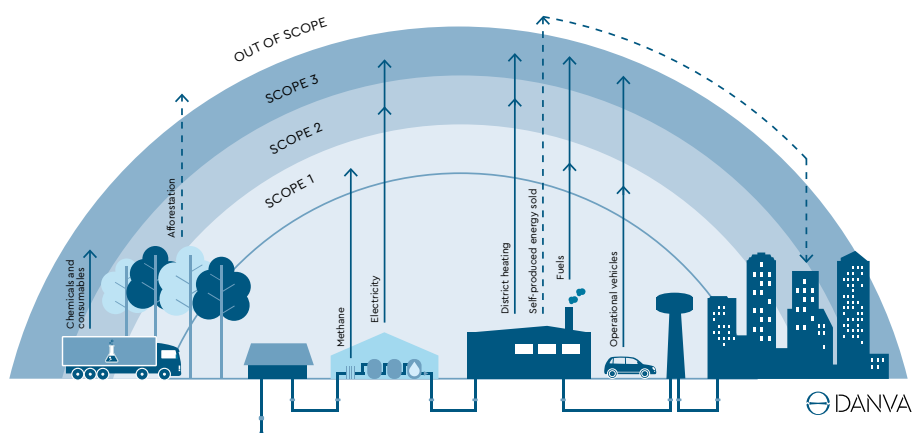 OUT OF SCOPE
SCOPE 3
SCOPE 2
SCOPE 1
Chemicals and
consumables
Afforestation
Methane
Electricity
District heating
Self-produced energy sold
Fuels
Operational vehicles
DANVA